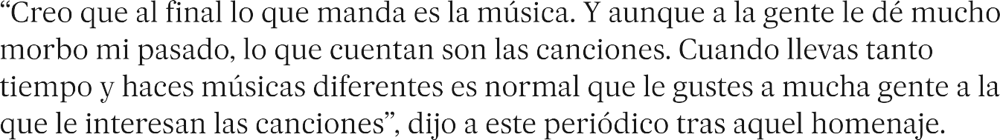 “Creo que al final lo que manda es la música. Y aunque a la gente le dé mucho
morbo mi pasado, lo que cuentan son las canciones. Cuando llevas tanto
tiempo y haces músicas diferentes es normal que le gustes a mucha gente a la
que le interesan las canciones”, dijo a este periódico tras aquel homenaje.